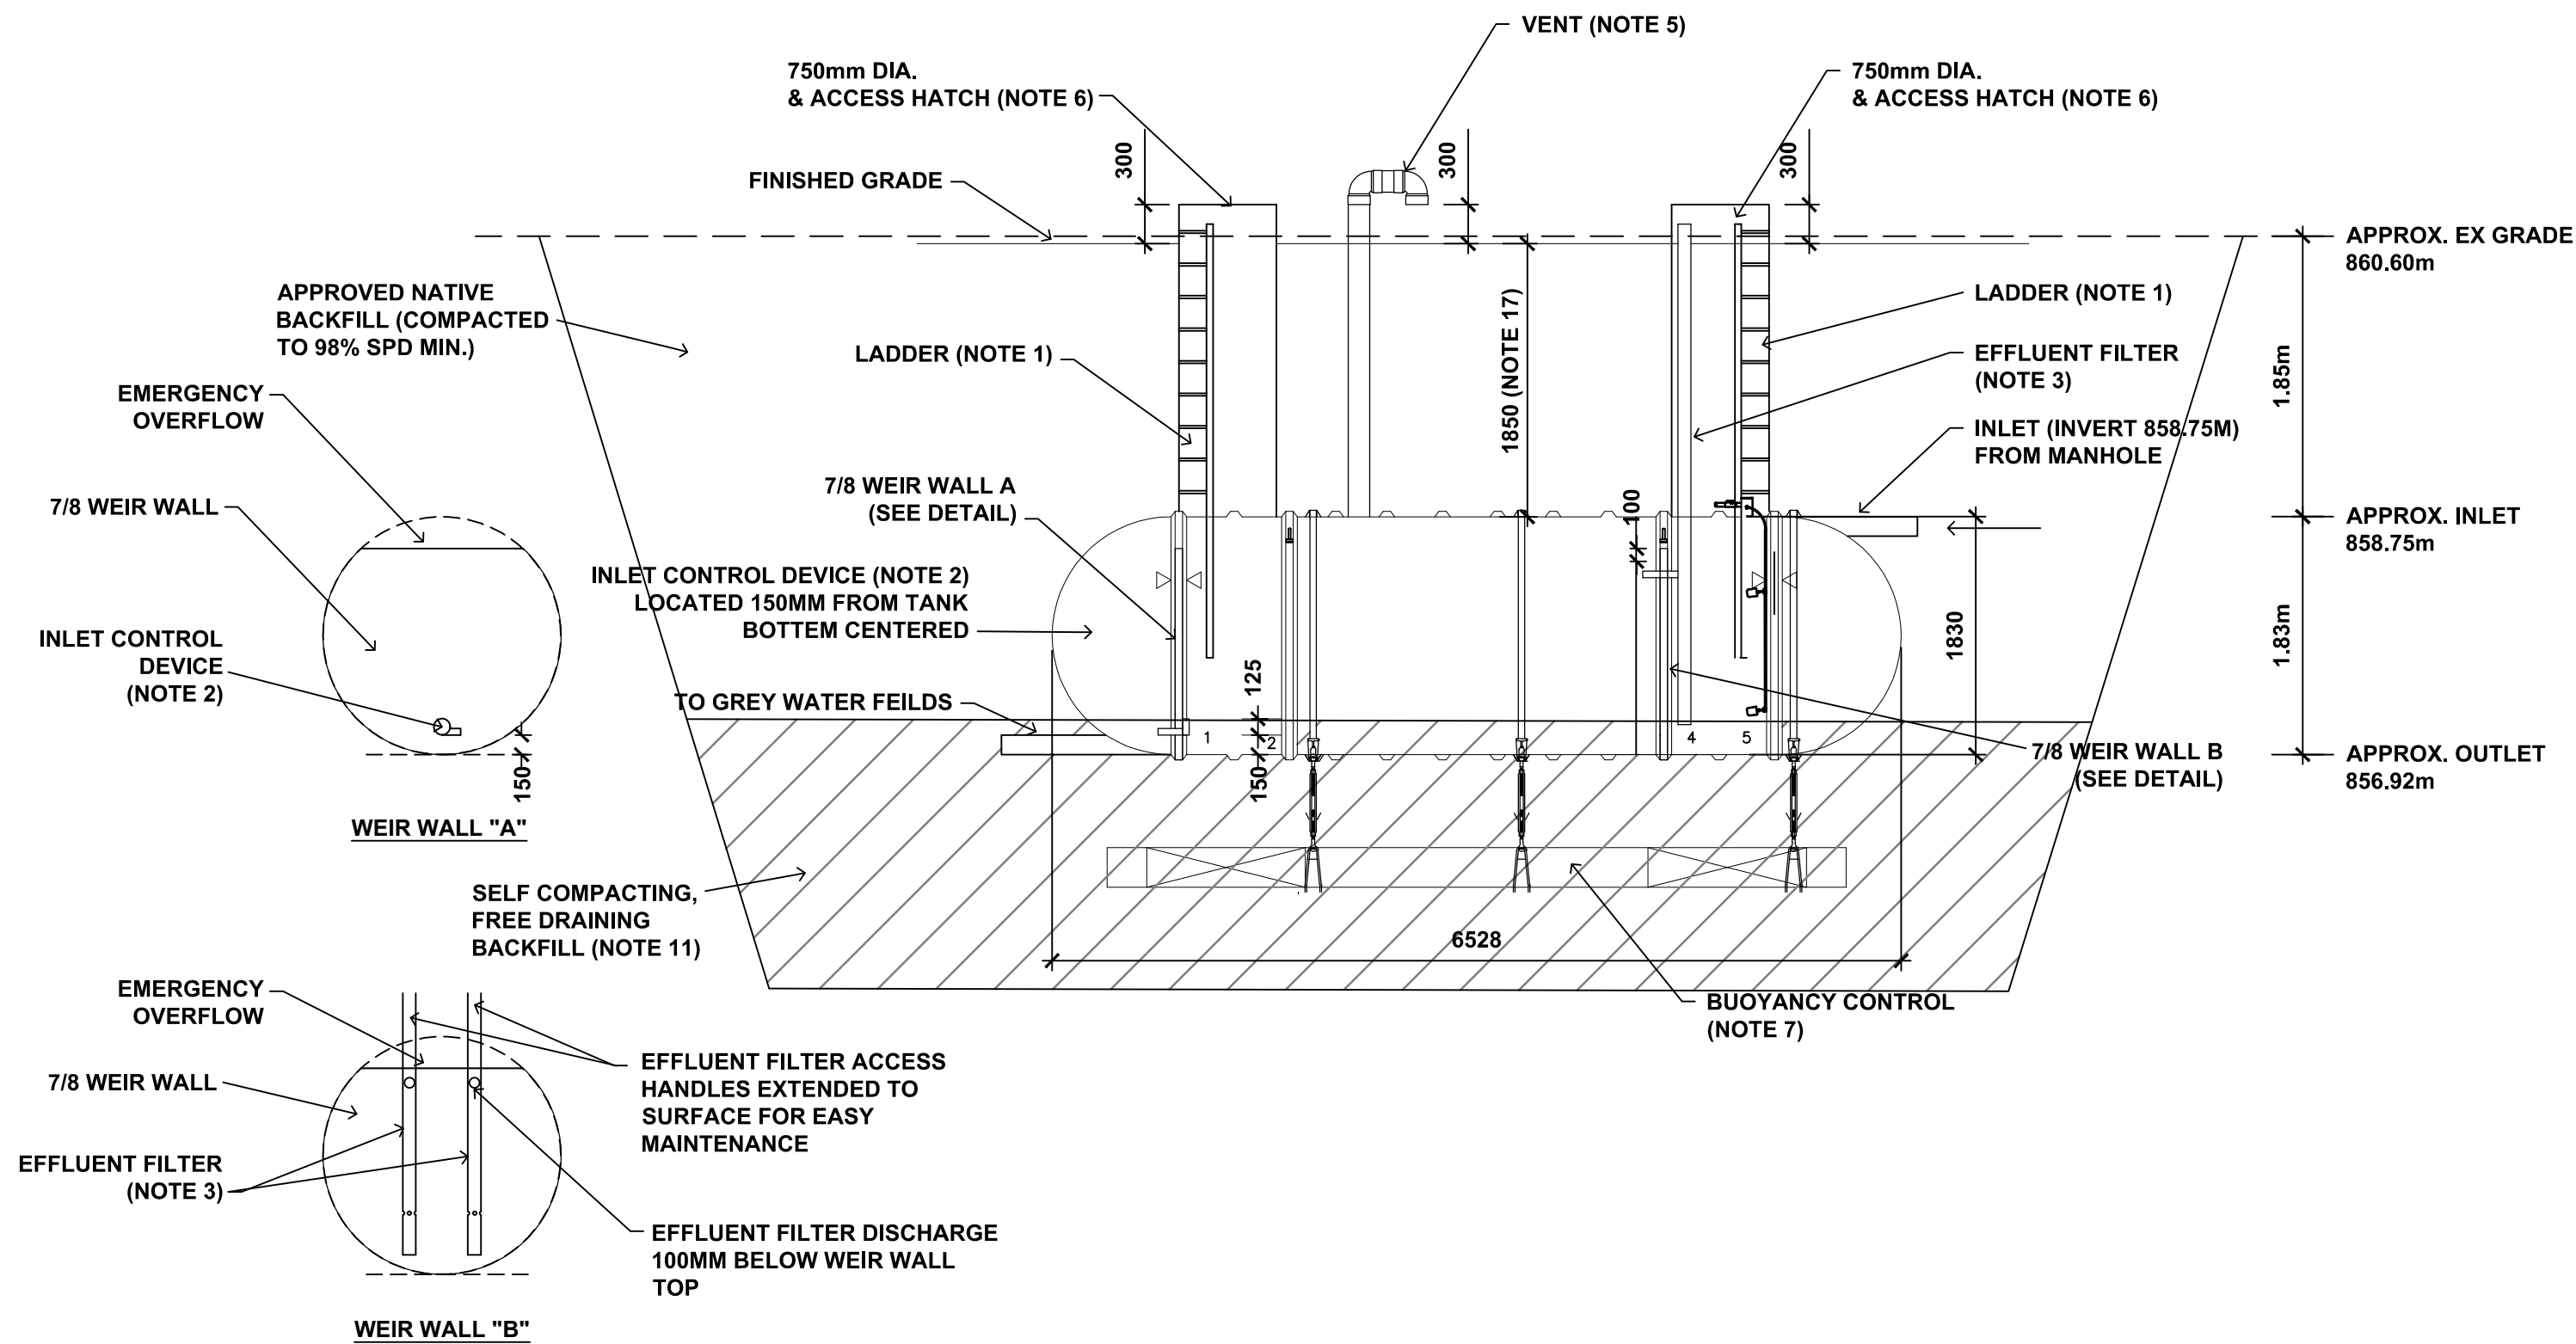 VENT (NOTE 5)
750mm DIA.
& ACCESS HATCH (NOTE 6)
750mm DIA.
& ACCESS HATCH (NOTE 6)
300
300
300
FINISHED GRADE
APPROX. EX GRADE
860.60m
APPROVED NATIVE
BACKFILL (COMPACTED
TO 98% SPD MIN.)
LADDER (NOTE 1)
LADDER (NOTE 1)
1850 (NOTE 17)
EFFLUENT FILTER
(NOTE 3)
1.85m
EMERGENCY
OVERFLOW
INLET (INVERT 858.75M)
FROM MANHOLE
7/8 WEIR WALL
7/8 WEIR WALL A
(SEE DETAIL)
100
APPROX. INLET
858.75m
INLET CONTROL DEVICE (NOTE 2)
LOCATED 150MM FROM TANK
BOTTEM CENTERED
INLET CONTROL
DEVICE
(NOTE 2)
1830
1.83m
125
TO GREY WATER FEILDS
1
2
4
5
150
150
7/8 WEIR WALL B
(SEE DETAIL)
APPROX. OUTLET
856.92m
WEIR WALL "A"
SELF COMPACTING,
FREE DRAINING
BACKFILL (NOTE 11)
6528
BUOYANCY CONTROL
(NOTE 7)
EMERGENCY
OVERFLOW
7/8 WEIR WALL
EFFLUENT FILTER ACCESS
HANDLES EXTENDED TO
SURFACE FOR EASY
MAINTENANCE
EFFLUENT FILTER
(NOTE 3)
EFFLUENT FILTER DISCHARGE
100MM BELOW WEIR WALL
TOP
WEIR WALL "B"